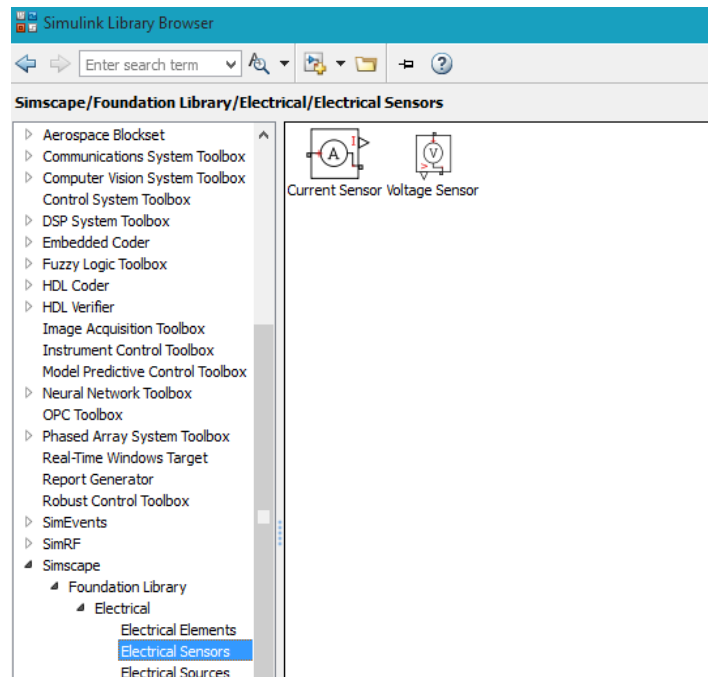 Simulink Library Browser
Enter search term
Simscape/Foundation Library/Electrical/Electrical Sensors
Aerospace Blockset
Communications System Toolbox
Computer Vision System Toolbox
Control System Toolbox
DSP System Toolbox
Embedded Coder
Fuzzy Logic Toolbox
HDL Coder
HDL Verifier
Image Acquisition Toolbox
Instrument Control Toolbox
Model Predictive Control Toolbox
Neural Network Toolbox
OPC Toolbox
Phased Array System Toolbox
Real-Time Windows Target
Report Generator
Robust Control Toolbox
SimEvents
SimRF
Simscape
Foundation Library
Electrical
Electrical Elements
Electrical Sensors
Electrical Sources
I
A
V
Current Sensor Voltage Sensor